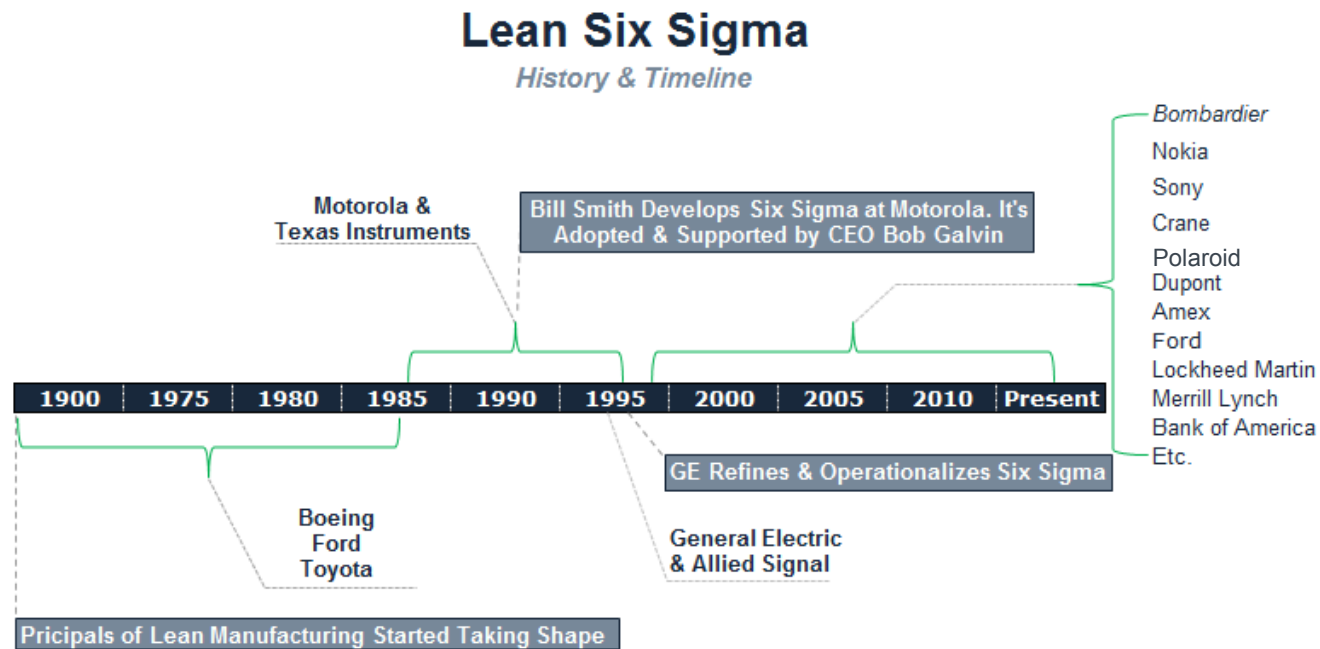 Lean Six Sigma
History & Timeline
Bombardier
Nokia
Sony
Crane
Polaroid
Dupont
Amex
Ford
Lockheed Martin
Merrill Lynch
Bank of America
Etc.
Motorola &
Texas Instruments
Bill Smith Develops Six Sigma at Motorola. It's
Adopted & Supported by CEO Bob Galvin
1900 1975 1980 1985 1990 1995 2000 2005 2010 Present
GE Refines & Operationalizes Six Sigma
Boeing
Ford
Toyota
General Electric
& Allied Signal
Pricipals of Lean Manufacturing Started Taking Shape